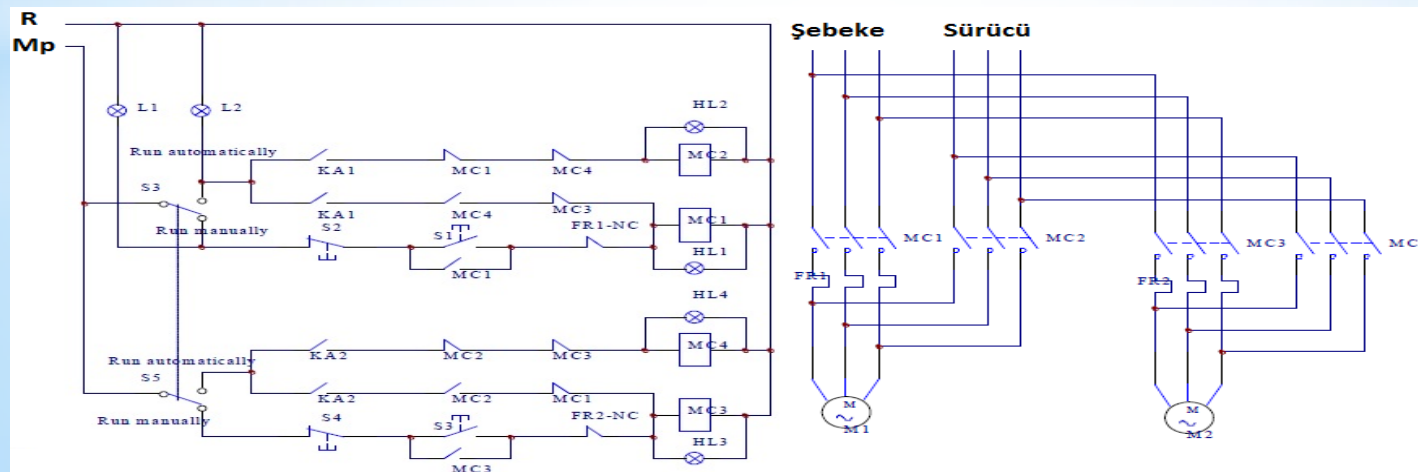 R
Mp
L1
L2
HL2
Run automatically
KA1
MC1
MC4
MC2
S3
KA1
MC4
MC3
MC1
Run manually
S2
S1
FR1-NC
MC1
HL1
HL4
Run automatically
KA2
MC2
MC3
MC4
S5
KA2
MC2
MC1
MC3
Run manually
S4
S3
FR2-NC
MC3
HL3
Şebeke
Sürücü
MC1
MC2
MC3
MC
FR1
FR2
M
M1
M
M2